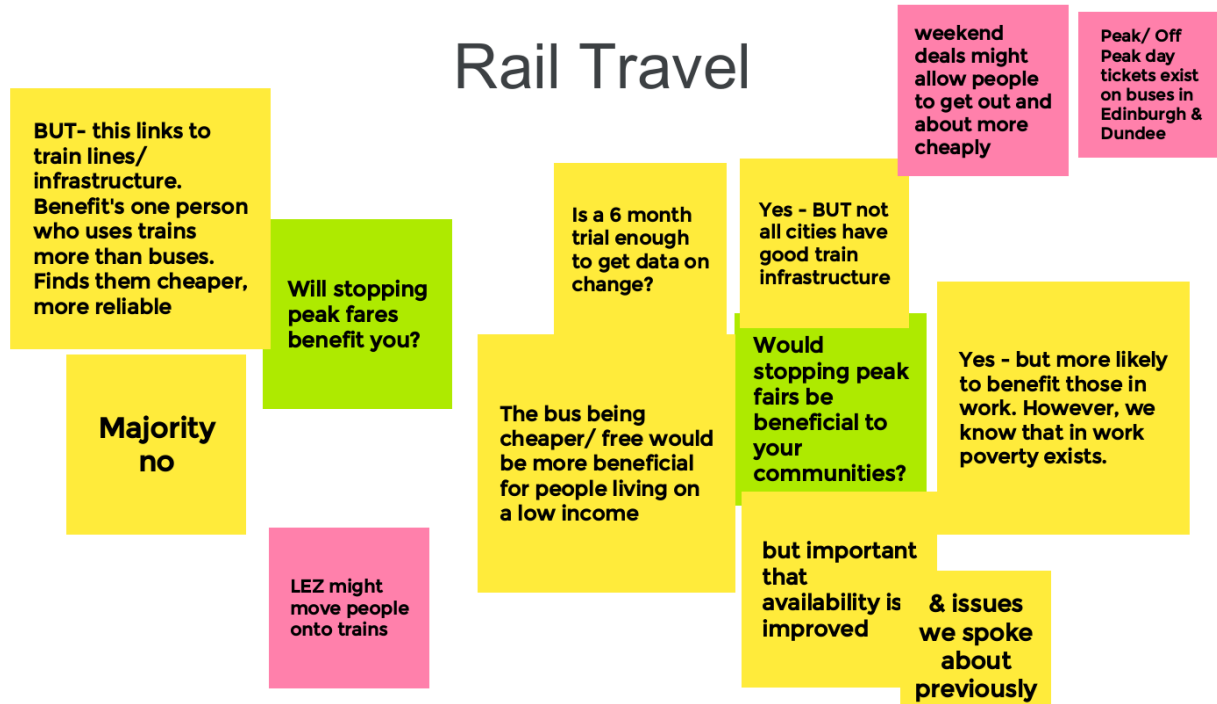 Rail Travel
weekend
deals might
allow people
to get out and
about more
cheaply
Peak/ Off
Peak day
tickets exist
on buses in
Edinburgh &
Dundee
BUT- this links to
train lines/
infrastructure.
Benefit's one person
who uses trains
more than buses.
Finds them cheaper,
more reliable
Will stopping
peak fares
benefit you?
Majority
no
LEZ might
move people
onto trains
Is a 6 month
trial enough
to get data on
change?
Yes - BUT not
all cities have
good train
infrastructure
The bus being
cheaper/ free would
be more beneficial
for people living on
a low income
Would
stopping peak
fairs be
beneficial to
your
communities?
Yes - but more likely
to benefit those in
work. However, we
know that in work
poverty exists.
but important
that
availability is
improved
& issues
we spoke
about
previously